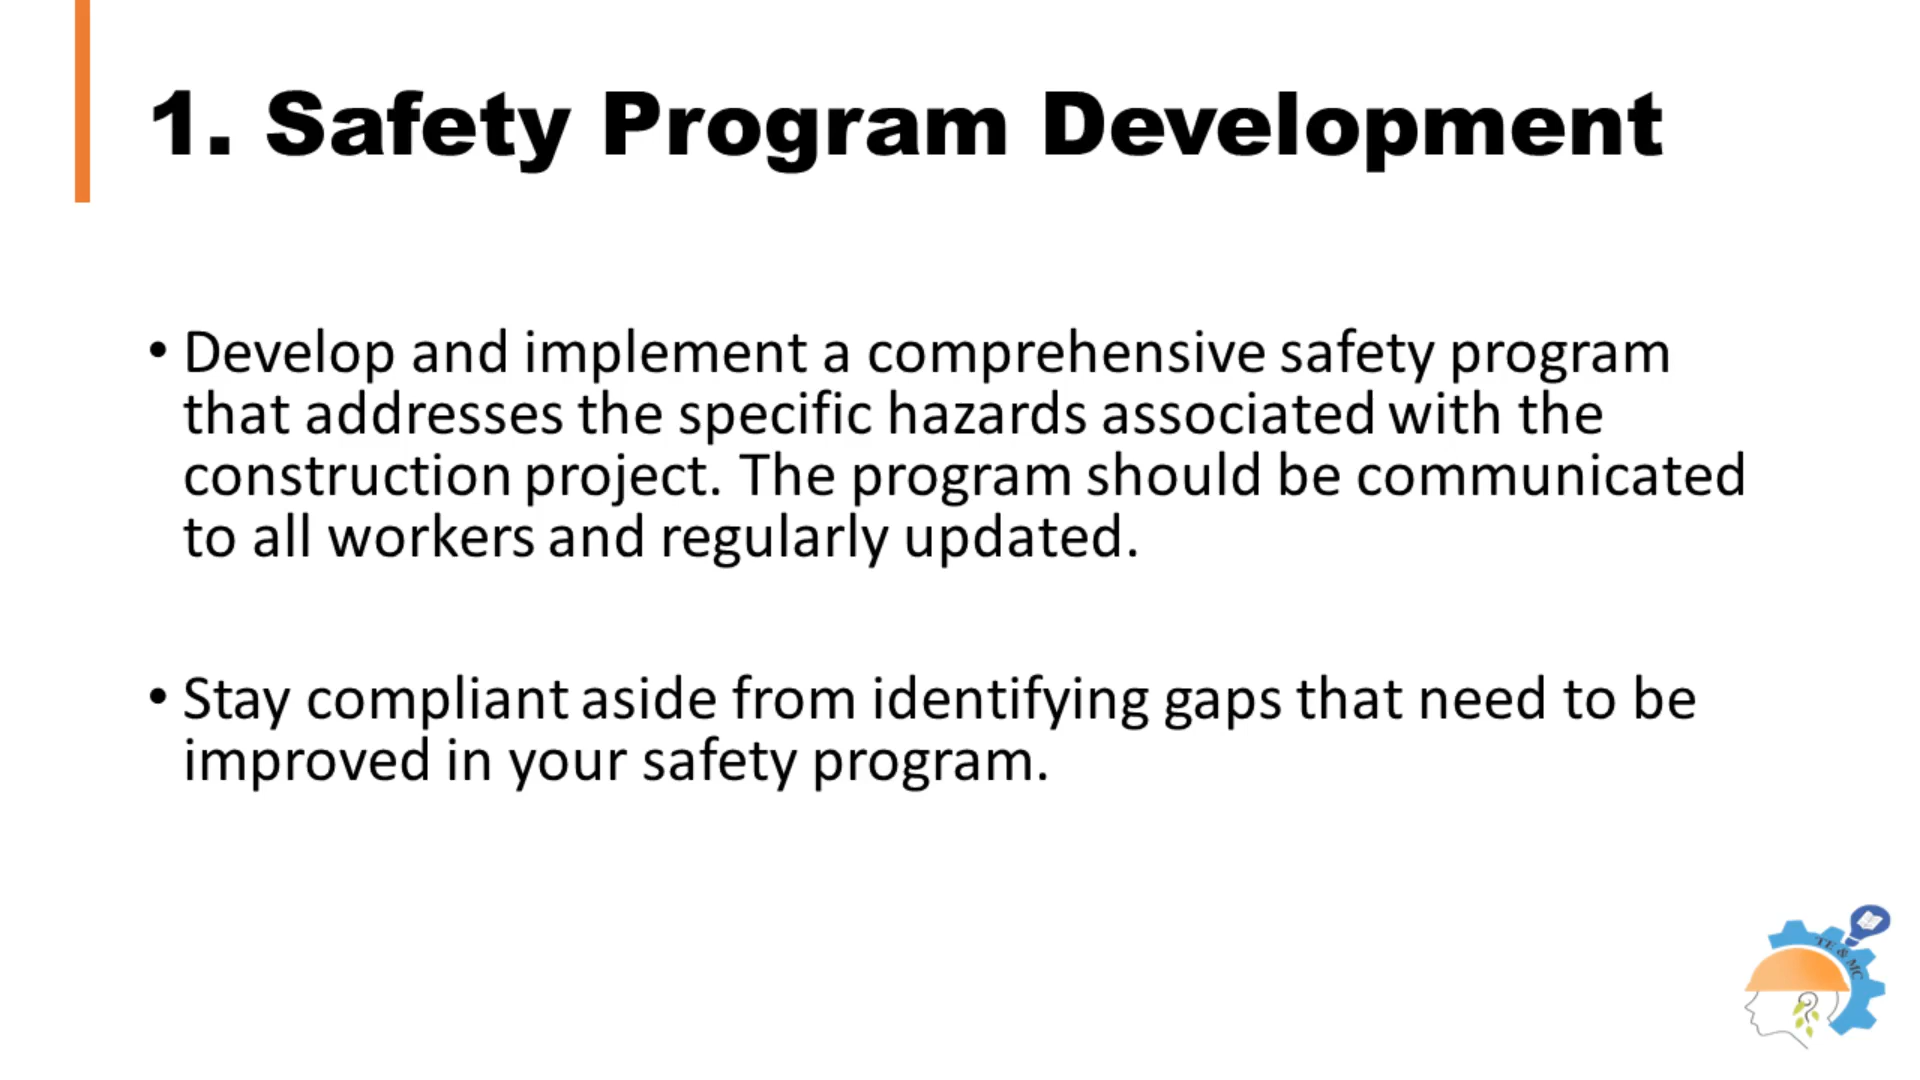 1. Safety Program Development
• Develop and implement a comprehensive safety program
that addresses the specific hazards associated with the
construction project. The program should be communicated
to all workers and regularly updated.
• Stay compliant aside from identifying gaps that need to be
improved in your safety program.
TE & MC